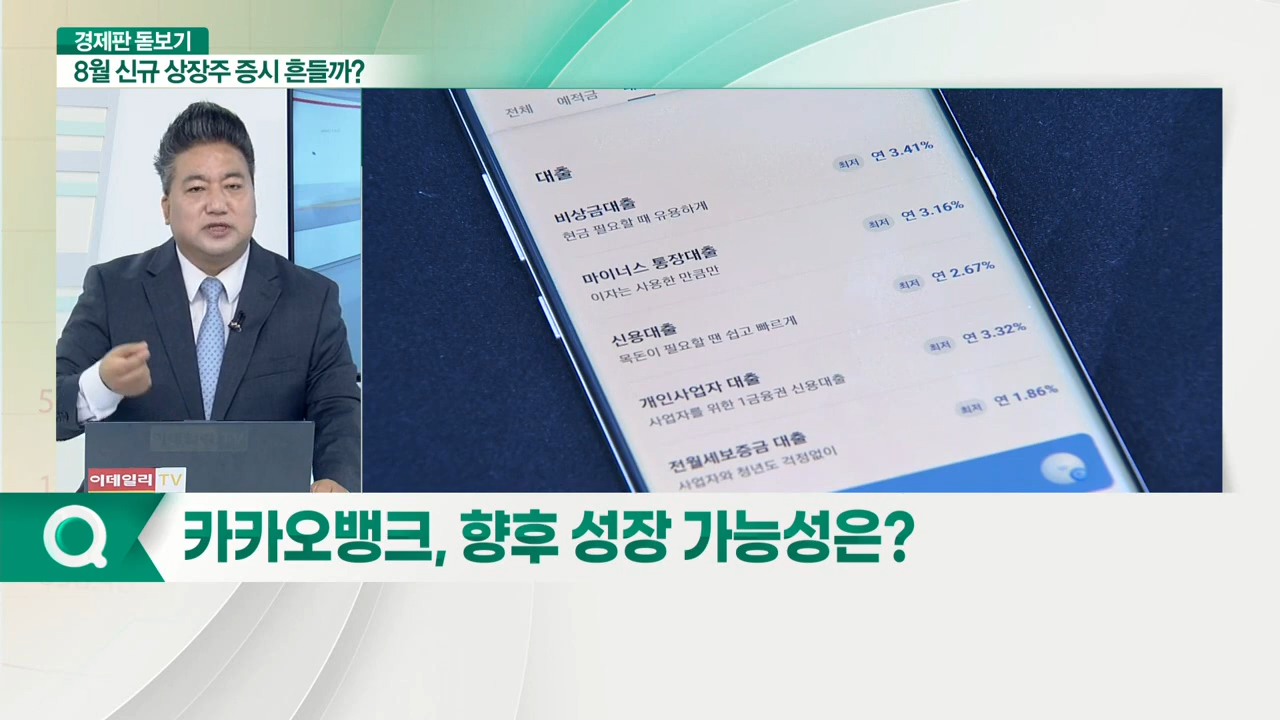 경제판 돋보기
8월 신규 상장주 증시 흔들까?
전체 예적금
대출
비상금대출 최저 연 3.41%
현금 필요할 때 유용하게
마이너스 통장대출 최저 연 3.16%
이자는 사용한 만큼만
신용대출 최저 연 2.67%
목돈이 필요할 땐 쉽고 빠르게
개인사업자 대출 최저 연 3.32%
사업자를 위한 1금융권 신용대출
전월세보증금 대출 최저 연 1.86%
사업자와 청년도 걱정없이
이데일리 TV
카카오뱅크, 향후 성장 가능성은?